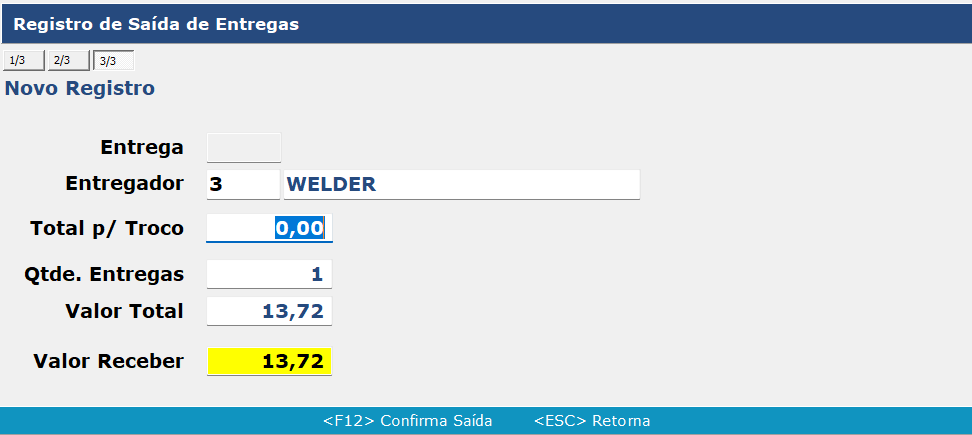 Registro de Saída de Entregas
1/3 2/3 3/3
Novo Registro
Entrega
Entregador 3 WELDER
Total p/ Troco 0,00
Qtde. Entregas 1
Valor Total 13,72
Valor Receber 13,72
<F12> Confirma Saída <ESC> Retorna